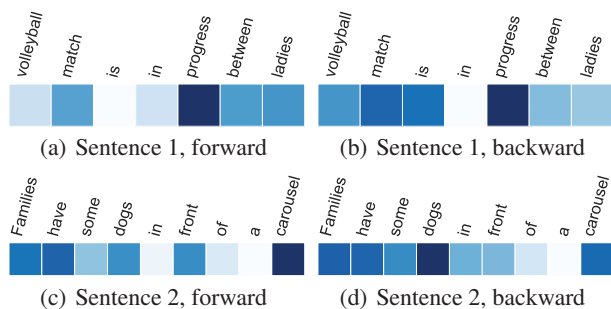 volleyball match is in progress between ladies
volleyball match is in progress between ladies
(a) Sentence 1, forward
(b) Sentence 1, backward
Families have some dogs in front of a carousel
Families have some dogs in front of a carousel
(c) Sentence 2, forward
(d) Sentence 2, backward